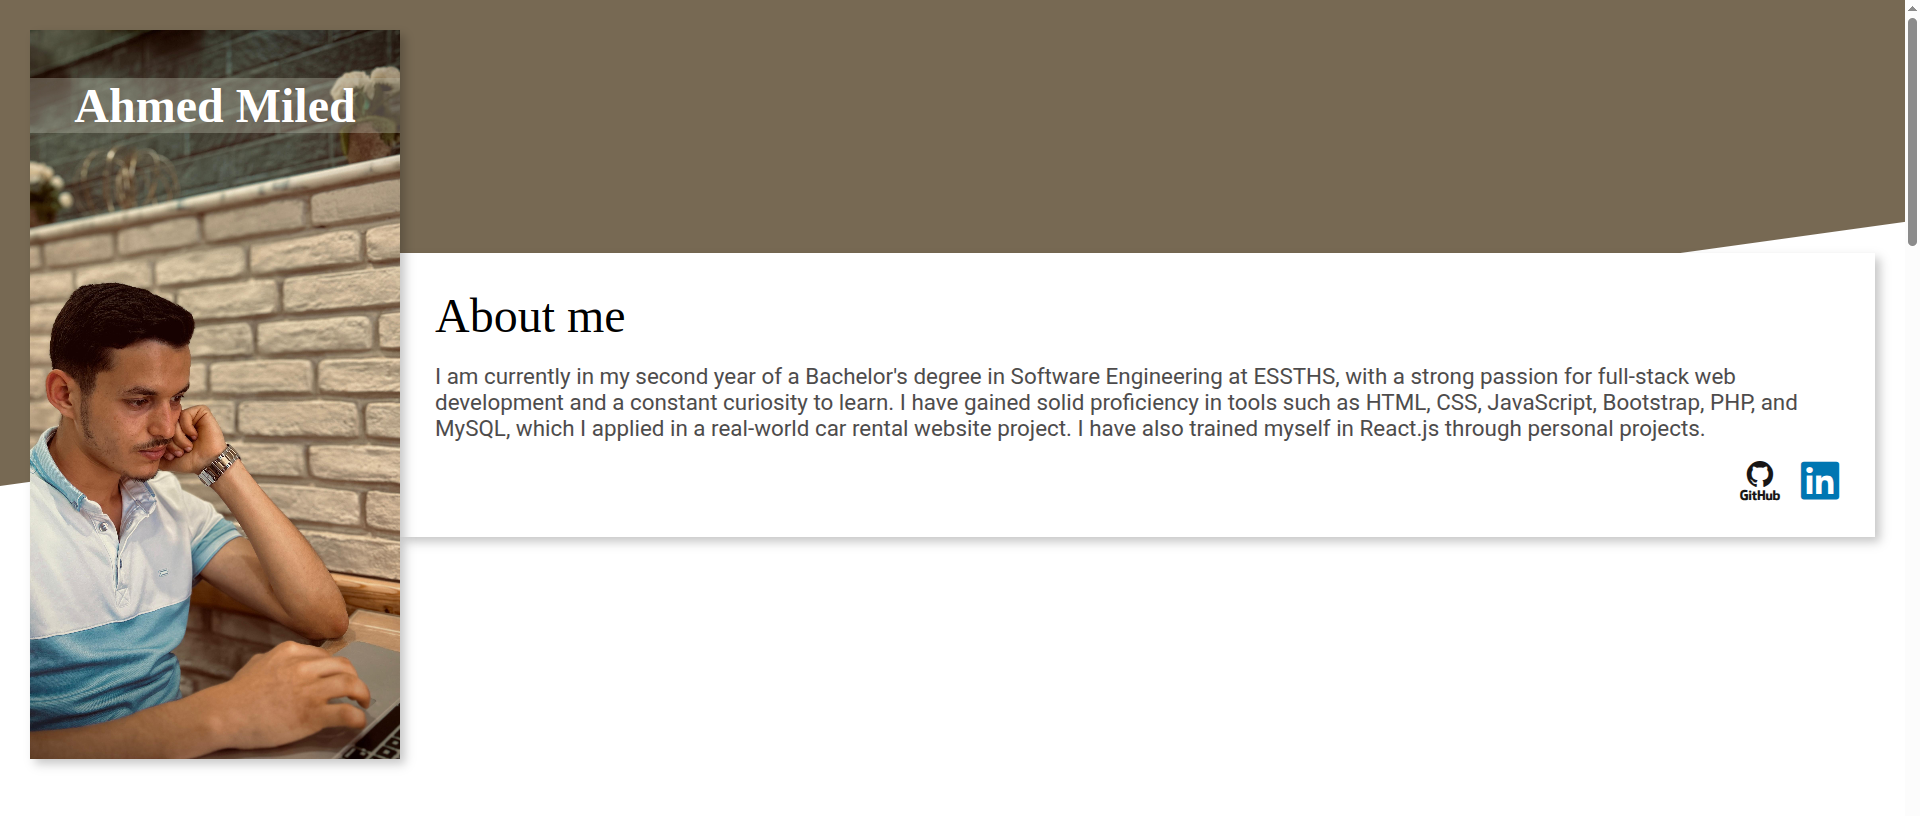 Ahmed Miled
About me
I am currently in my second year of a Bachelor's degree in Software Engineering at ESSTHS, with a strong passion for full-stack web
development and a constant curiosity to learn. I have gained solid proficiency in tools such as HTML, CSS, JavaScript, Bootstrap, PHP, and
MySQL, which I applied in a real-world car rental website project. I have also trained myself in React.js through personal projects.
GitHub in